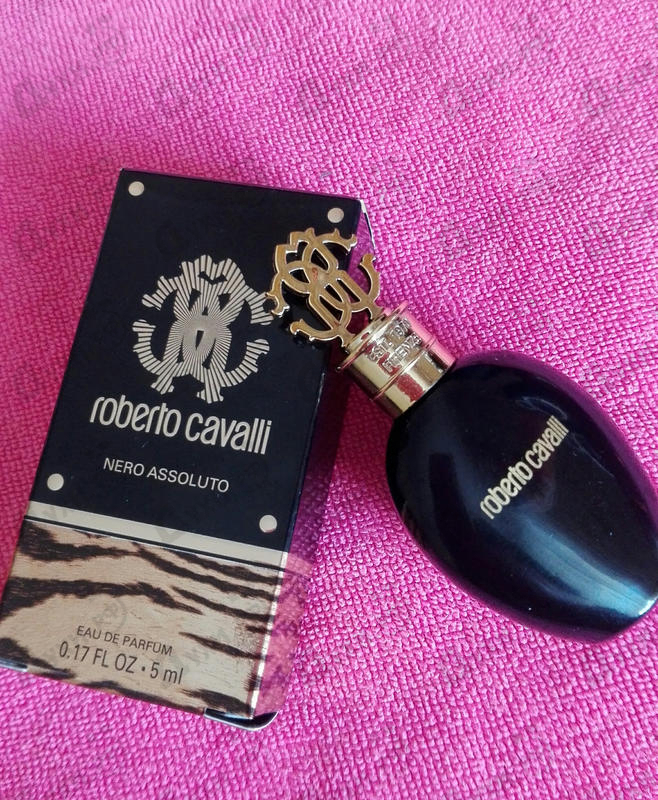 roberto cavalli
NERO ASSOLUTO
EAU DE PARFUM
0.17 FL OZ • 5 ml
roberto cavalli